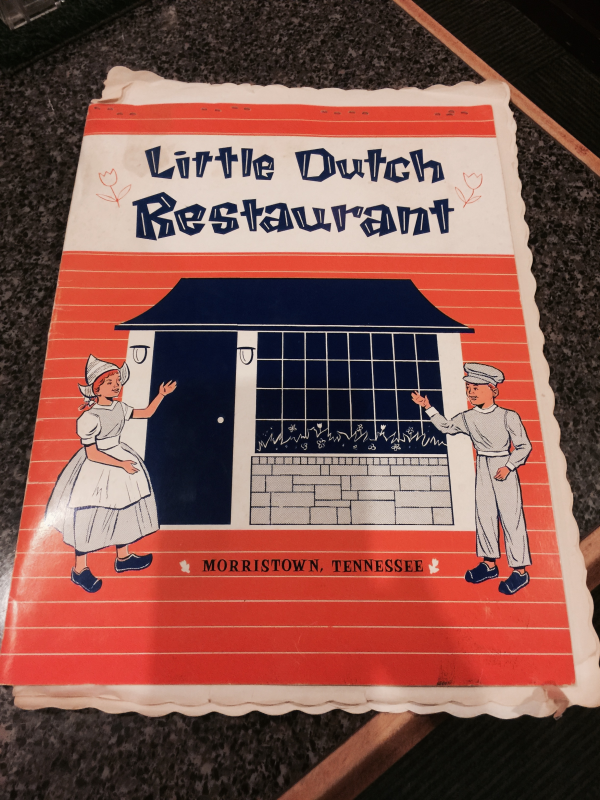 Little Dutch
Restaurant
MORRISTOWN, TENNESSEE